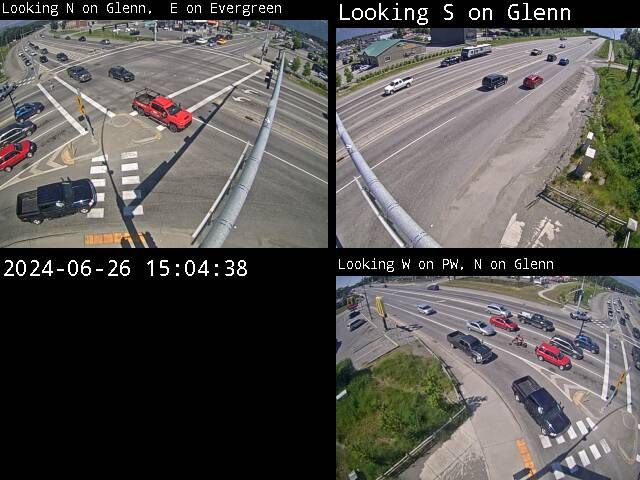 Looking N on Glenn,  E on Evergreen
Looking S on Glenn
2024-06-26 15:04:38
Looking W on PW, N on Glenn